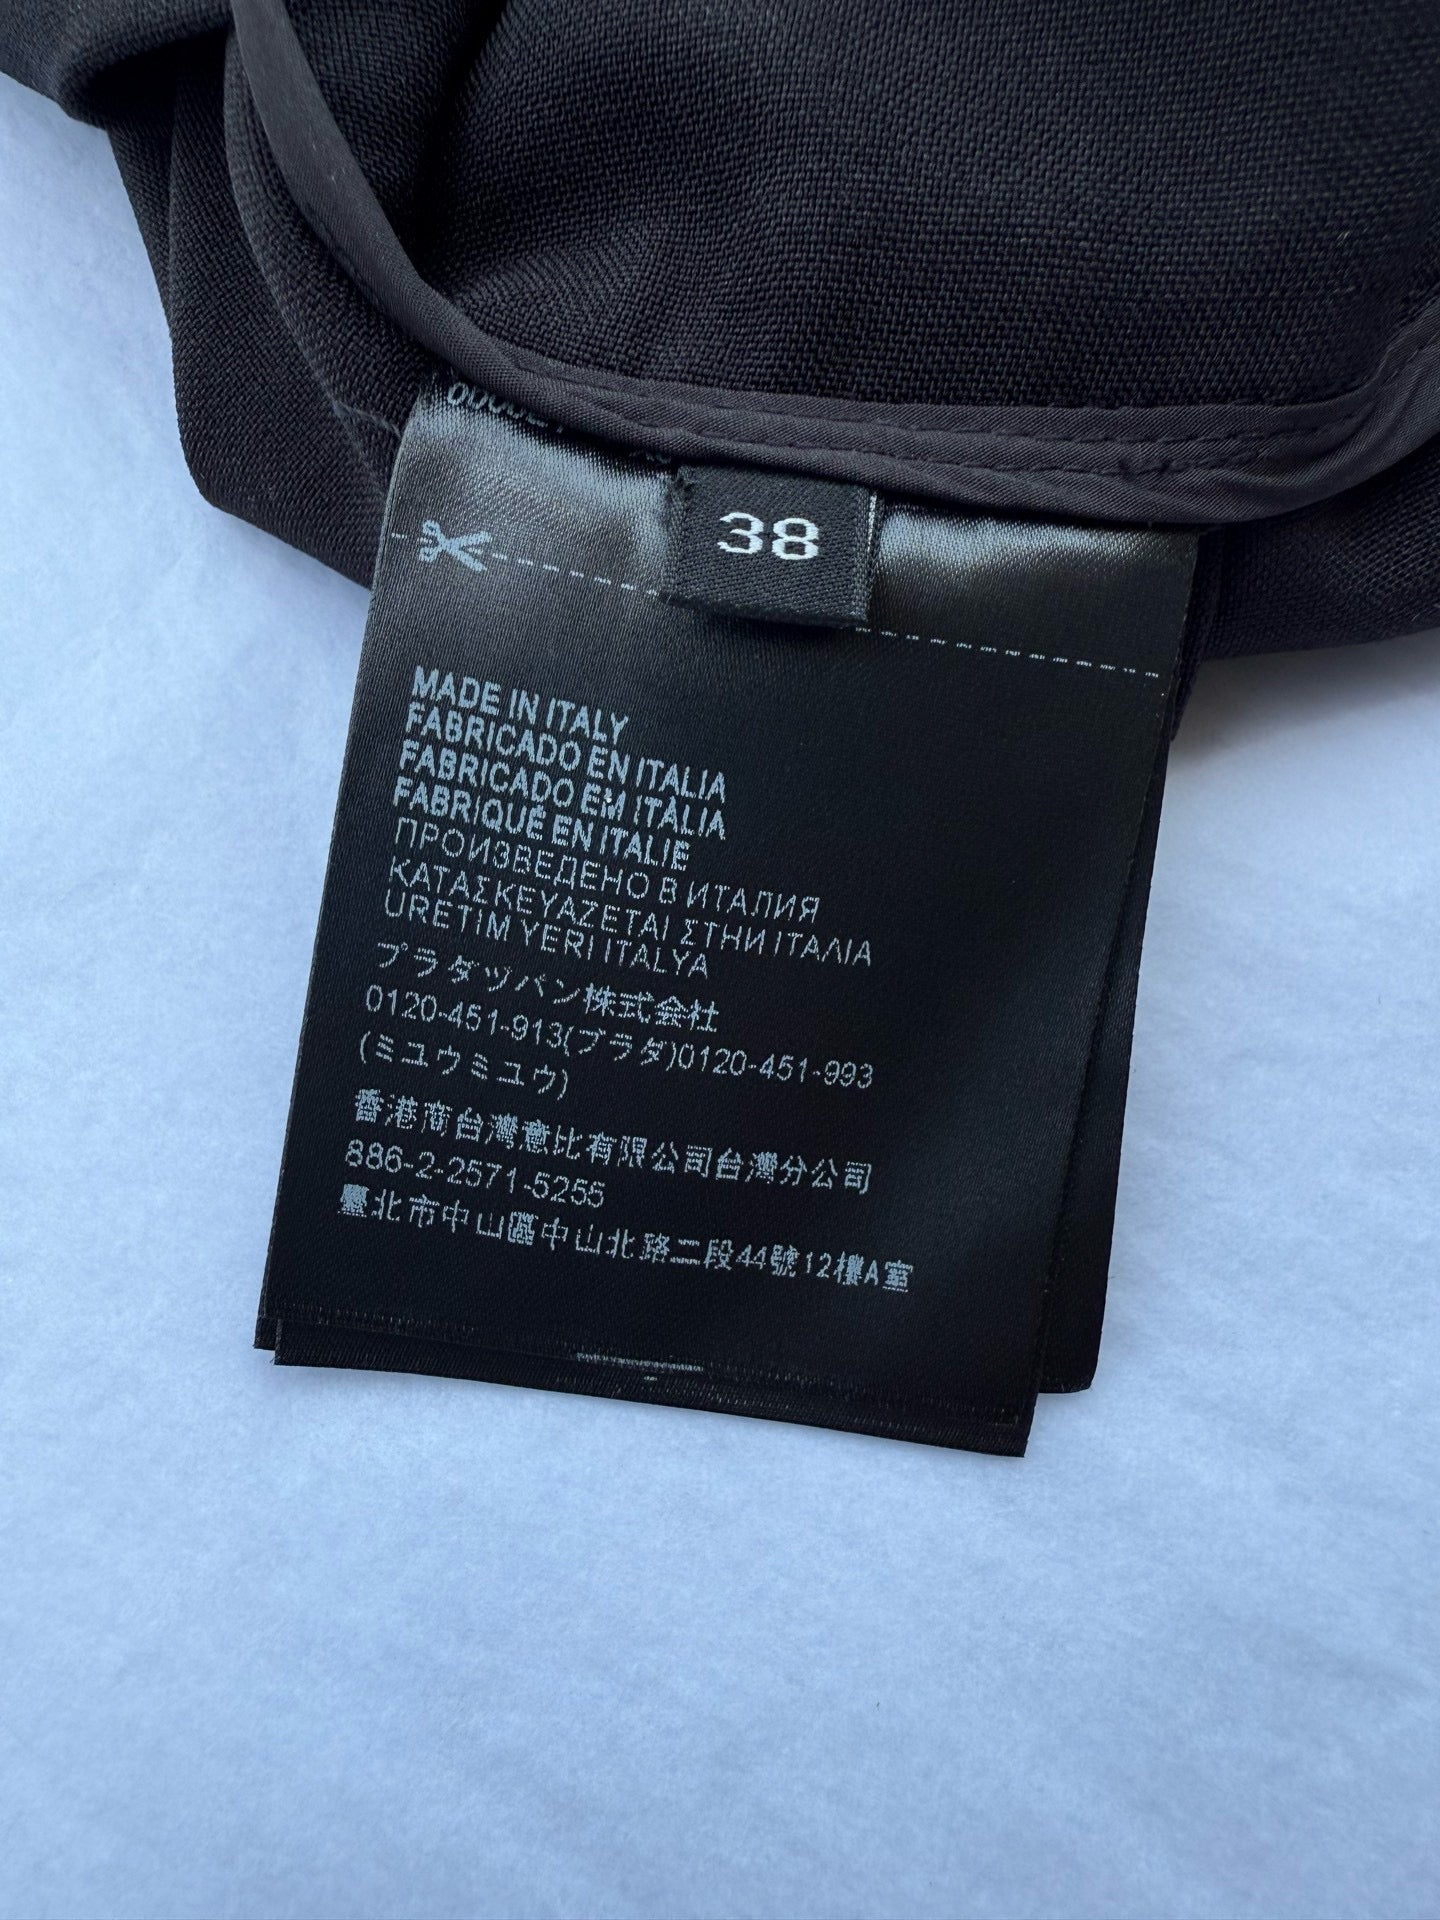 38
MADE IN ITALY
FABRICADO EN ITALIA
FABRICADO EM ITALIA
FABRIQUÉ EN ITALIE
ПРОИЗВЕДЕНО В ИТАЛИЯ
ΚΑΤΑΣΚΕΥΑΖΕΤΑΙ ΣΤΗΝ ΙΤΑΛΙΑ
URETIM YERI ITALYA
プラダヅパン株式会社
0120-451-913(プラダ)0120-451-993
(ミユウミユウ)
香港商台灣意比有限公司台灣分公司
886-2-2571-5255
臺北市中山區中山北路二段44號12樓A室